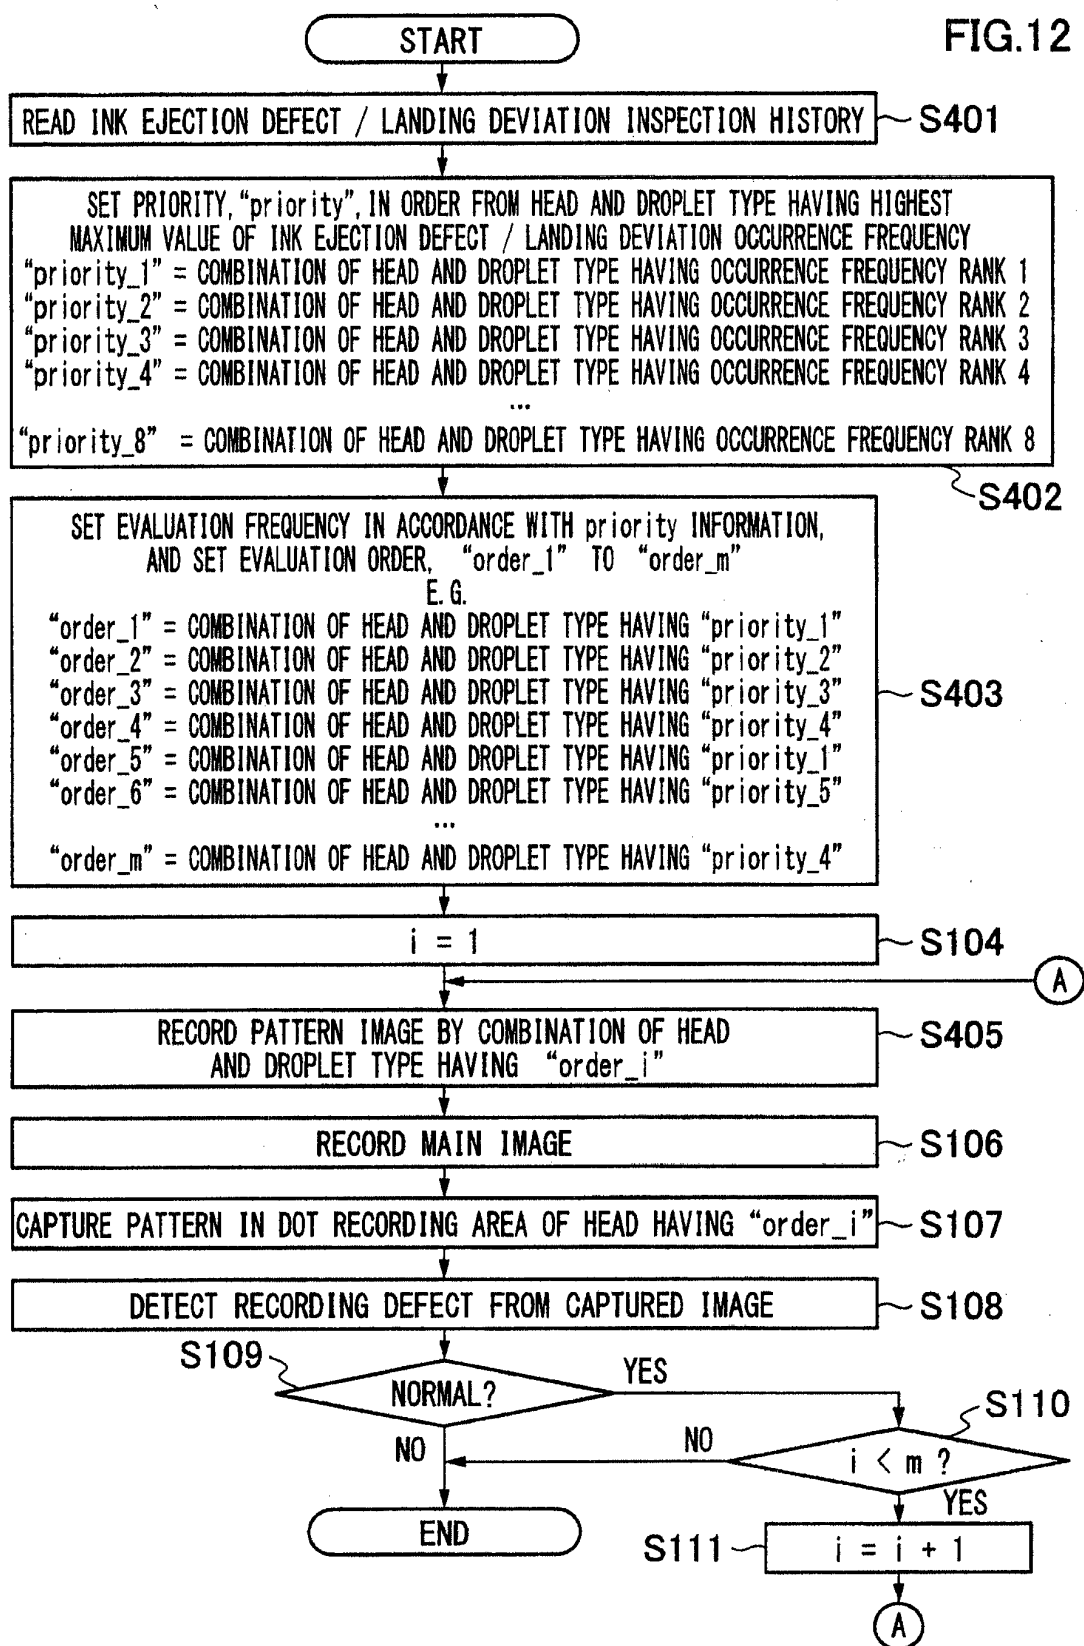 FIG.12
START
READ INK EJECTION DEFECT / LANDING DEVIATION INSPECTION HISTORY
S401
SET PRIORITY, "priority", IN ORDER FROM HEAD AND DROPLET TYPE HAVING HIGHEST
MAXIMUM VALUE OF INK EJECTION DEFECT / LANDING DEVIATION OCCURRENCE FREQUENCY
"priority_1" = COMBINATION OF HEAD AND DROPLET TYPE HAVING OCCURRENCE FREQUENCY RANK 1
"priority_2" = COMBINATION OF HEAD AND DROPLET TYPE HAVING OCCURRENCE FREQUENCY RANK 2
"priority_3" = COMBINATION OF HEAD AND DROPLET TYPE HAVING OCCURRENCE FREQUENCY RANK 3
"priority_4" = COMBINATION OF HEAD AND DROPLET TYPE HAVING OCCURRENCE FREQUENCY RANK 4
...
"priority_8" = COMBINATION OF HEAD AND DROPLET TYPE HAVING OCCURRENCE FREQUENCY RANK 8
S402
SET EVALUATION FREQUENCY IN ACCORDANCE WITH priority INFORMATION,
AND SET EVALUATION ORDER, "order_1" TO "order_m"
E.G.
"order_1" = COMBINATION OF HEAD AND DROPLET TYPE HAVING "priority_1"
"order_2" = COMBINATION OF HEAD AND DROPLET TYPE HAVING "priority_2"
"order_3" = COMBINATION OF HEAD AND DROPLET TYPE HAVING "priority_3"
"order_4" = COMBINATION OF HEAD AND DROPLET TYPE HAVING "priority_4"
"order_5" = COMBINATION OF HEAD AND DROPLET TYPE HAVING "priority_1"
"order_6" = COMBINATION OF HEAD AND DROPLET TYPE HAVING "priority_5"
...
"order_m" = COMBINATION OF HEAD AND DROPLET TYPE HAVING "priority_4"
S403
i = 1
S104
A
RECORD PATTERN IMAGE BY COMBINATION OF HEAD
AND DROPLET TYPE HAVING "order_i"
S405
RECORD MAIN IMAGE
S106
CAPTURE PATTERN IN DOT RECORDING AREA OF HEAD HAVING "order_i"
S107
DETECT RECORDING DEFECT FROM CAPTURED IMAGE
S108
S109
NORMAL?
YES
NO
S110
i < m ?
NO
YES
END
S111
i = i + 1
A